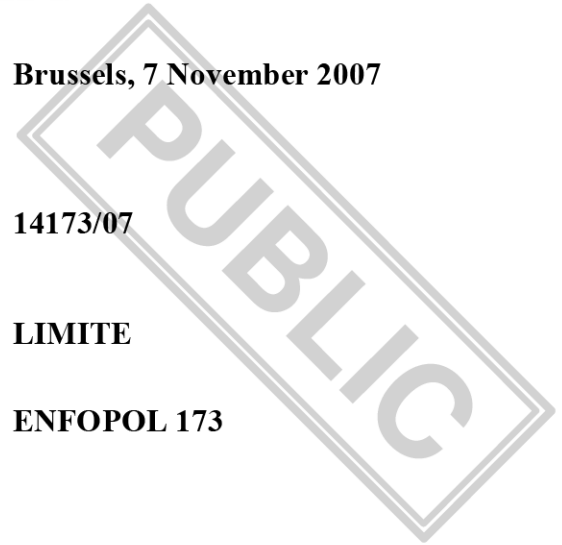 Brussels, 7 November 2007
14173/07
LIMITE
ENFOPOL 173
PUBLIC